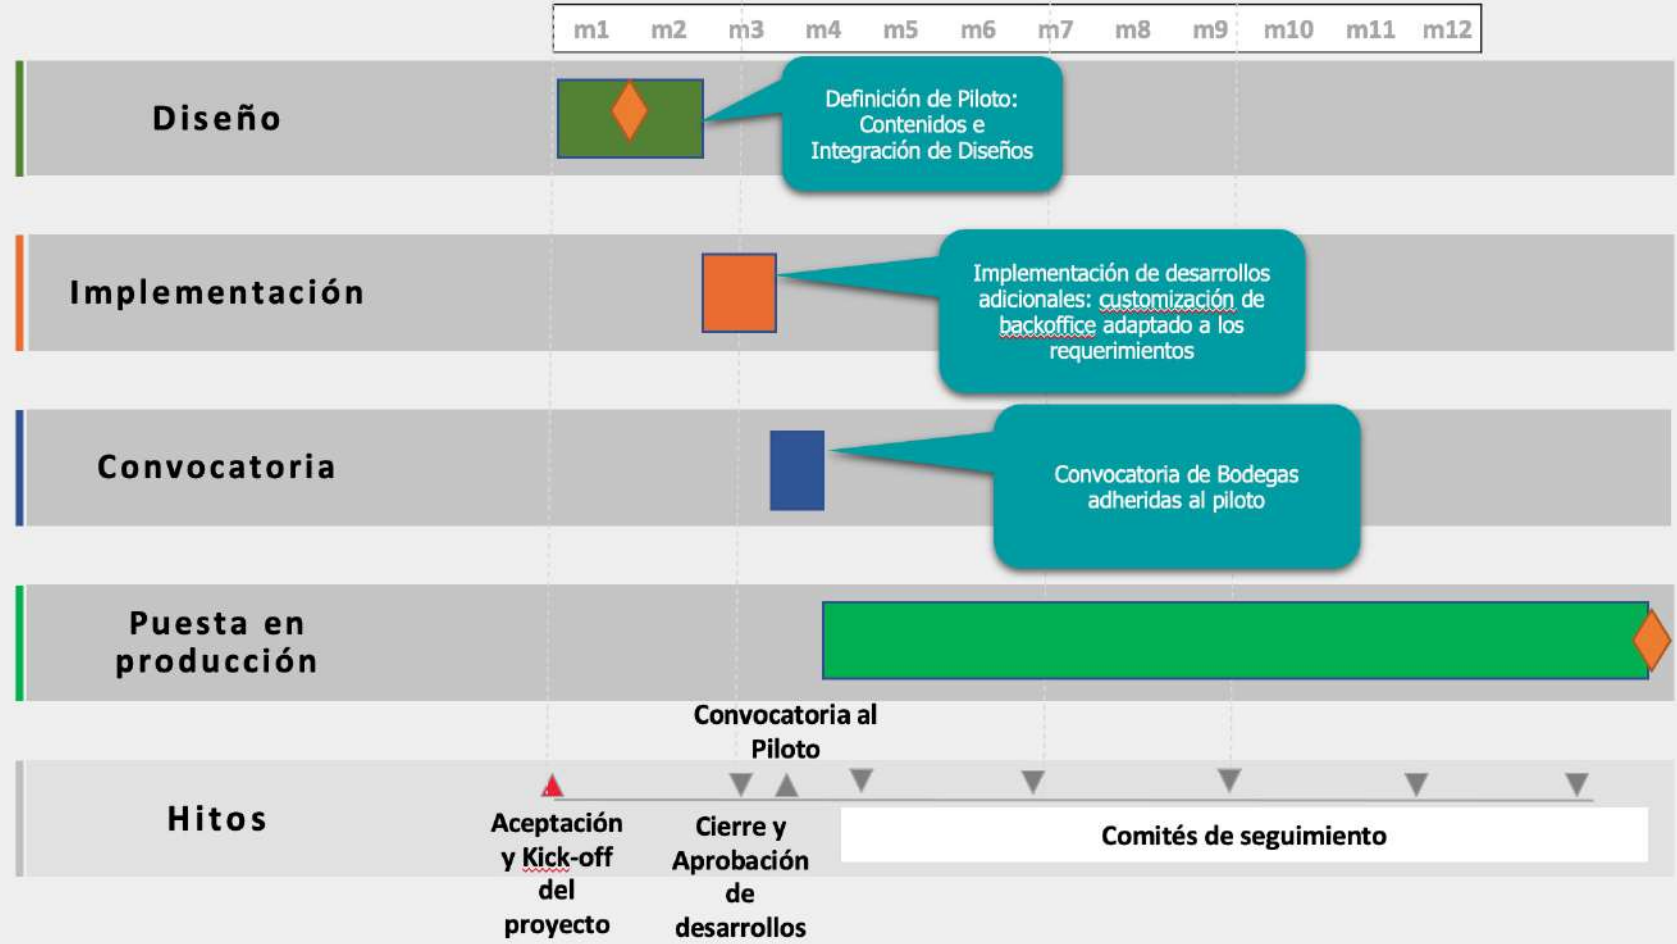 m1 m2 m3 m4 m5 m6 m7 m8 m9 m10 m11 m12
Diseño
Definición de Piloto:
Contenidos e
Integración de Diseños
Implementación
Implementación de desarrollos
adicionales: customización de
backoffice adaptado a los
requerimientos
Convocatoria
Convocatoria de Bodegas
adheridas al piloto
Puesta en
producción
Convocatoria al
Piloto
Hitos
Aceptación
y Kick-off
del
proyecto
Cierre y
Aprobación
de
desarrollos
Comités de seguimiento